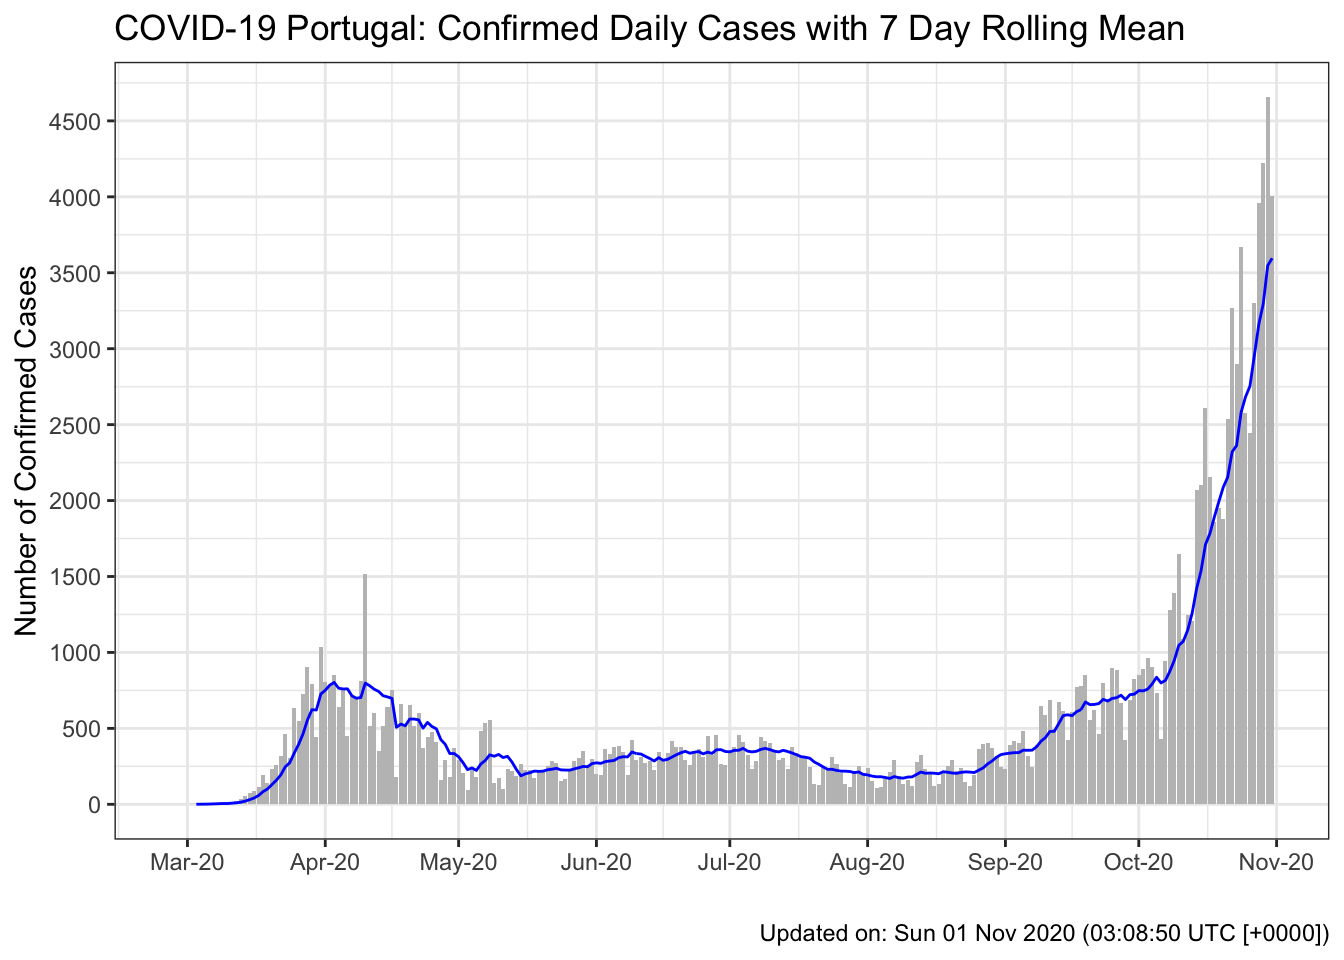 COVID-19 Portugal: Confirmed Daily Cases with 7 Day Rolling Mean
Number of Confirmed Cases
4500
4000
3500
3000
2500
2000
1500
1000
500
0
Mar-20 Apr-20 May-20 Jun-20 Jul-20 Aug-20 Sep-20 Oct-20 Nov-20
Updated on: Sun 01 Nov 2020 (03:08:50 UTC [+0000])